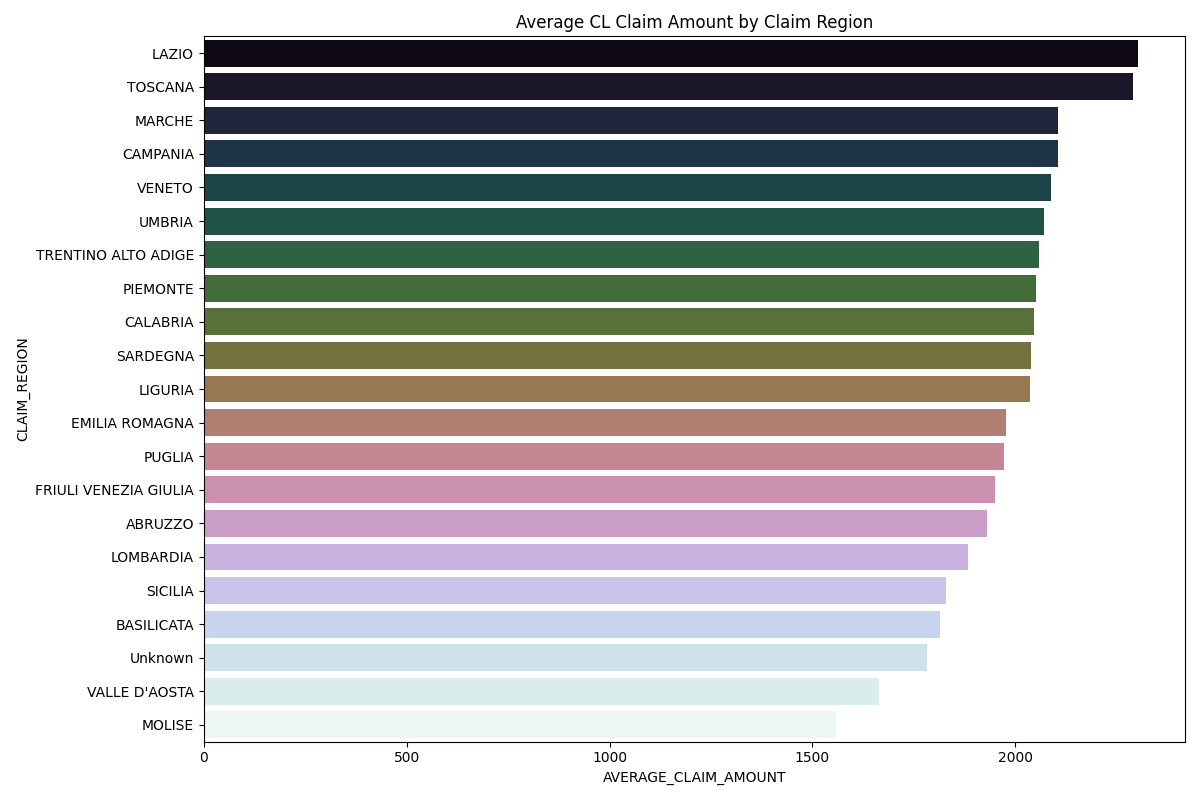 Average CL Claim Amount by Claim Region
LAZIO
TOSCANA
MARCHE
CAMPANIA
VENETO
UMBRIA
TRENTINO ALTO ADIGE
PIEMONTE
CALABRIA
SARDEGNA
LIGURIA
EMILIA ROMAGNA
PUGLIA
FRIULI VENEZIA GIULIA
ABRUZZO
LOMBARDIA
SICILIA
BASILICATA
Unknown
VALLE D'AOSTA
MOLISE
CLAIM_REGION
0 500 1000 1500 2000
AVERAGE_CLAIM_AMOUNT